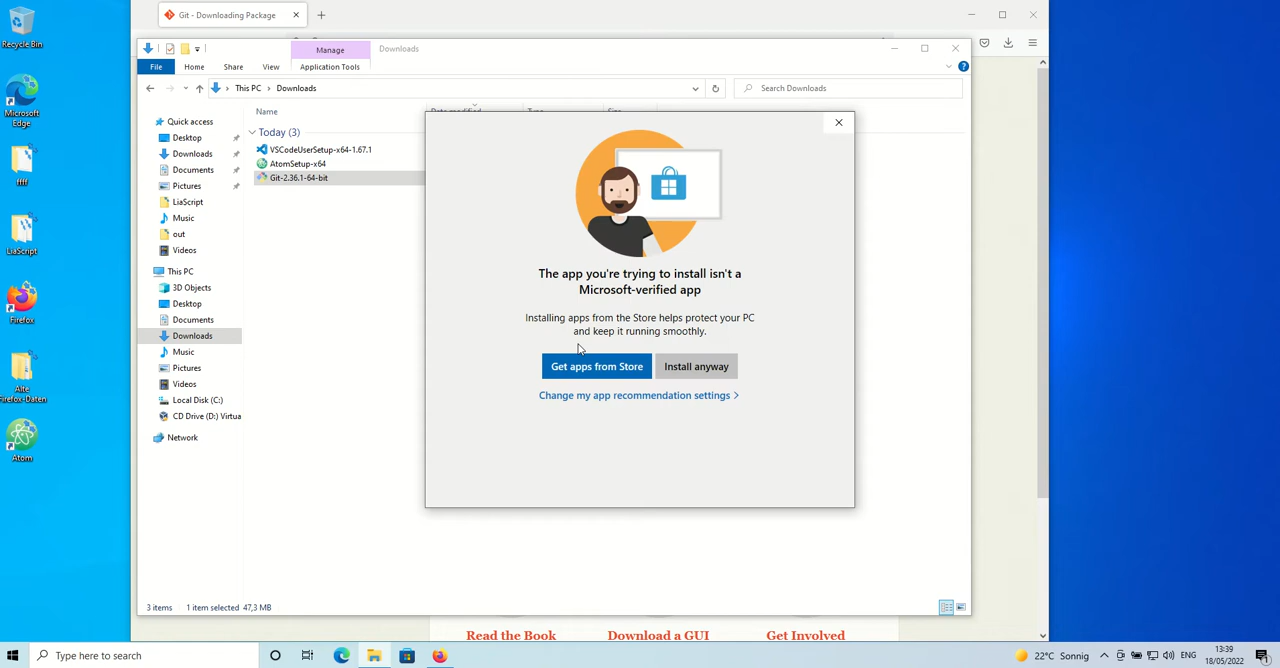 Recycle Bin
Microsoft
Edge
ffff
LiaScript
Firefox
Alte
Firefox-Daten
Atom
Git - Downloading Package
Manage
Downloads
File
Home
Share
View
Application Tools
This PC
Downloads
Search Downloads
Name
Today (3)
VSCodeUserSetup-x64-1.67.1
AtomSetup-x64
Git-2.36.1-64-bit
Quick access
Desktop
Downloads
Documents
Pictures
LiaScript
Music
out
Videos
This PC
3D Objects
Desktop
Documents
Downloads
Music
Pictures
Videos
Local Disk (C:)
CD Drive (D:) Virtua
Network
The app you're trying to install isn't a
Microsoft-verified app
Installing apps from the Store helps protect your PC
and keep it running smoothly.
Get apps from Store
Install anyway
Change my app recommendation settings
3 items
1 item selected 47,3 MB
Read the Book
Download a GUI
Get Involved
Type here to search
22°C Sonnig
ENG
13:39
18/05/2022